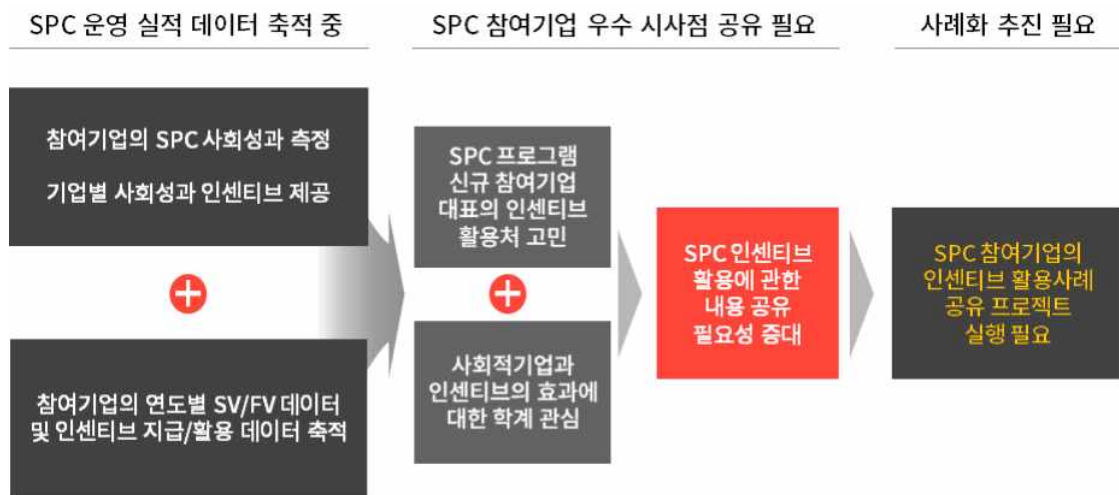 SPC 운영 실적 데이터 축적 중
SPC 참여기업 우수 시사점 공유 필요
사례화 추진 필요
참여기업의 SPC 사회성과 측정
기업별 사회성과 인센티브 제공
참여기업의 연도별 SV/FV 데이터
및 인센티브 지급/활용 데이터 축적
SPC 프로그램
신규 참여기업
대표의 인센티브
활용처 고민
사회적기업과
인센티브의 효과에
대한 학계 관심
SPC 인센티브
활용에 관한
내용 공유
필요성 증대
SPC 참여기업의
인센티브 활용사례
공유 프로젝트
실행 필요